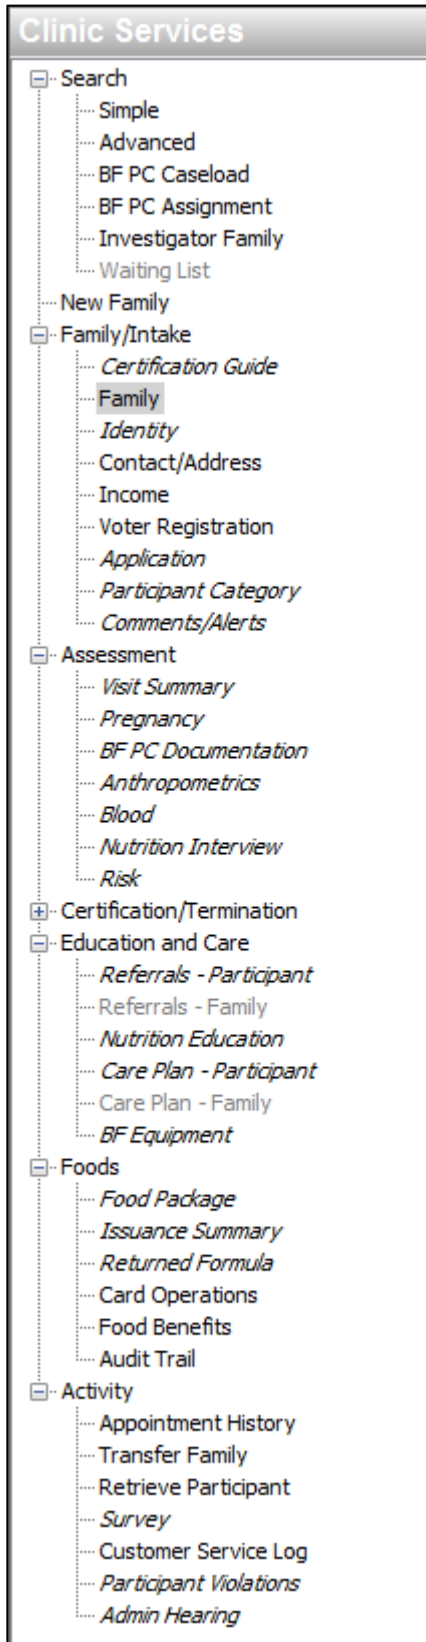 Clinic Services
Search
Simple
Advanced
BF PC Caseload
BF PC Assignment
Investigator Family
Waiting List
New Family
Family/Intake
Certification Guide
Family
Identity
Contact/Address
Income
Voter Registration
Application
Participant Category
Comments/Alerts
Assessment
Visit Summary
Pregnancy
BF PC Documentation
Anthropometrics
Blood
Nutrition Interview
Risk
Certification/Termination
Education and Care
Referrals - Participant
Referrals - Family
Nutrition Education
Care Plan - Participant
Care Plan - Family
BF Equipment
Foods
Food Package
Issuance Summary
Returned Formula
Card Operations
Food Benefits
Audit Trail
Activity
Appointment History
Transfer Family
Retrieve Participant
Survey
Customer Service Log
Participant Violations
Admin Hearing